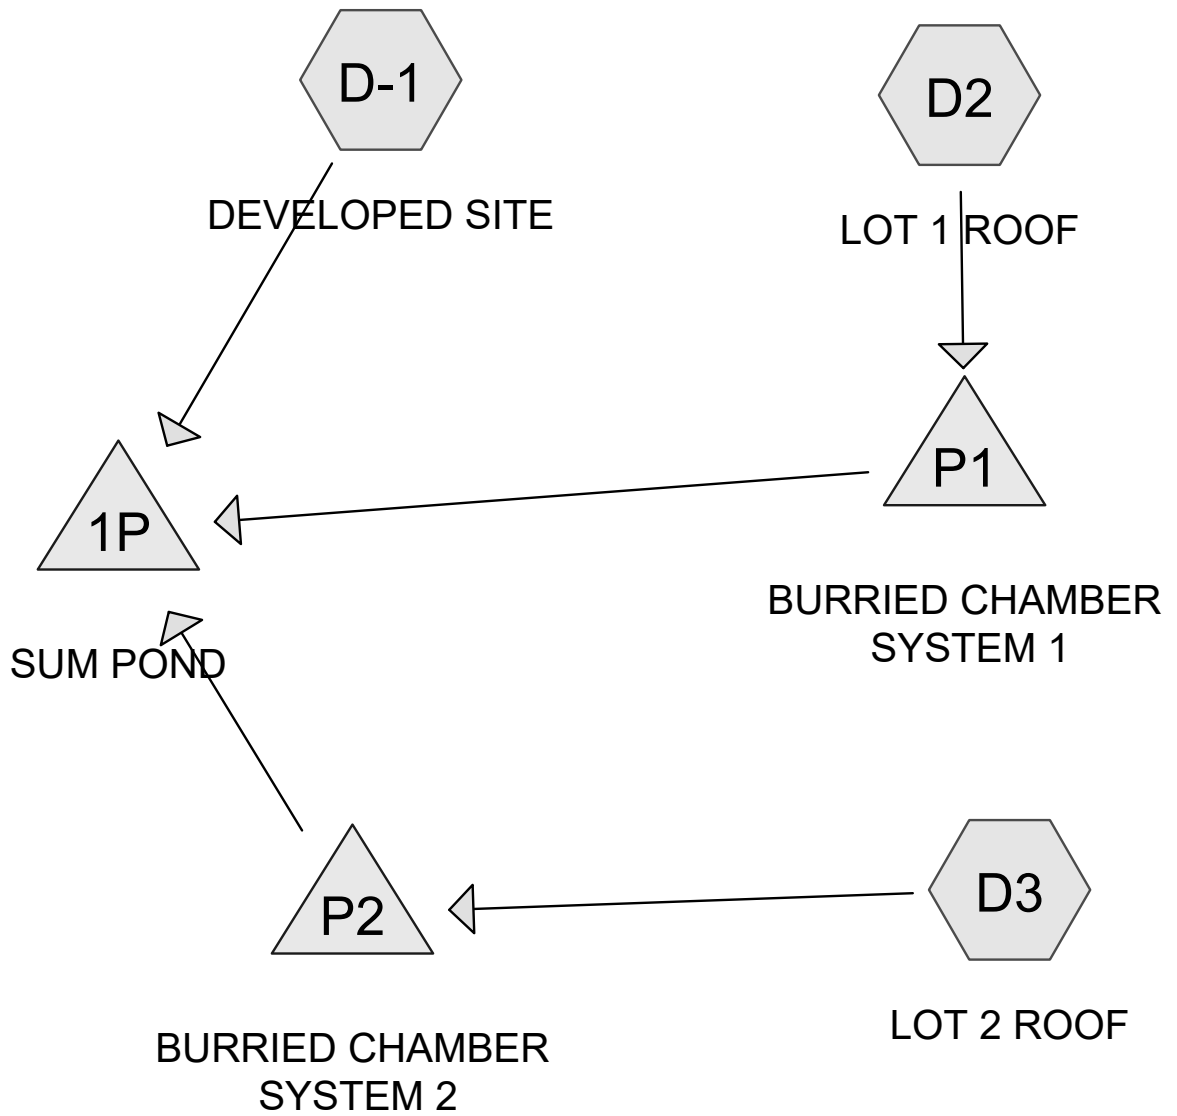 D-1
DEVELOPED SITE
D2
LOT 1 ROOF
1P
SUM POND
P1
BURRIED CHAMBER
SYSTEM 1
P2
BURRIED CHAMBER
SYSTEM 2
D3
LOT 2 ROOF